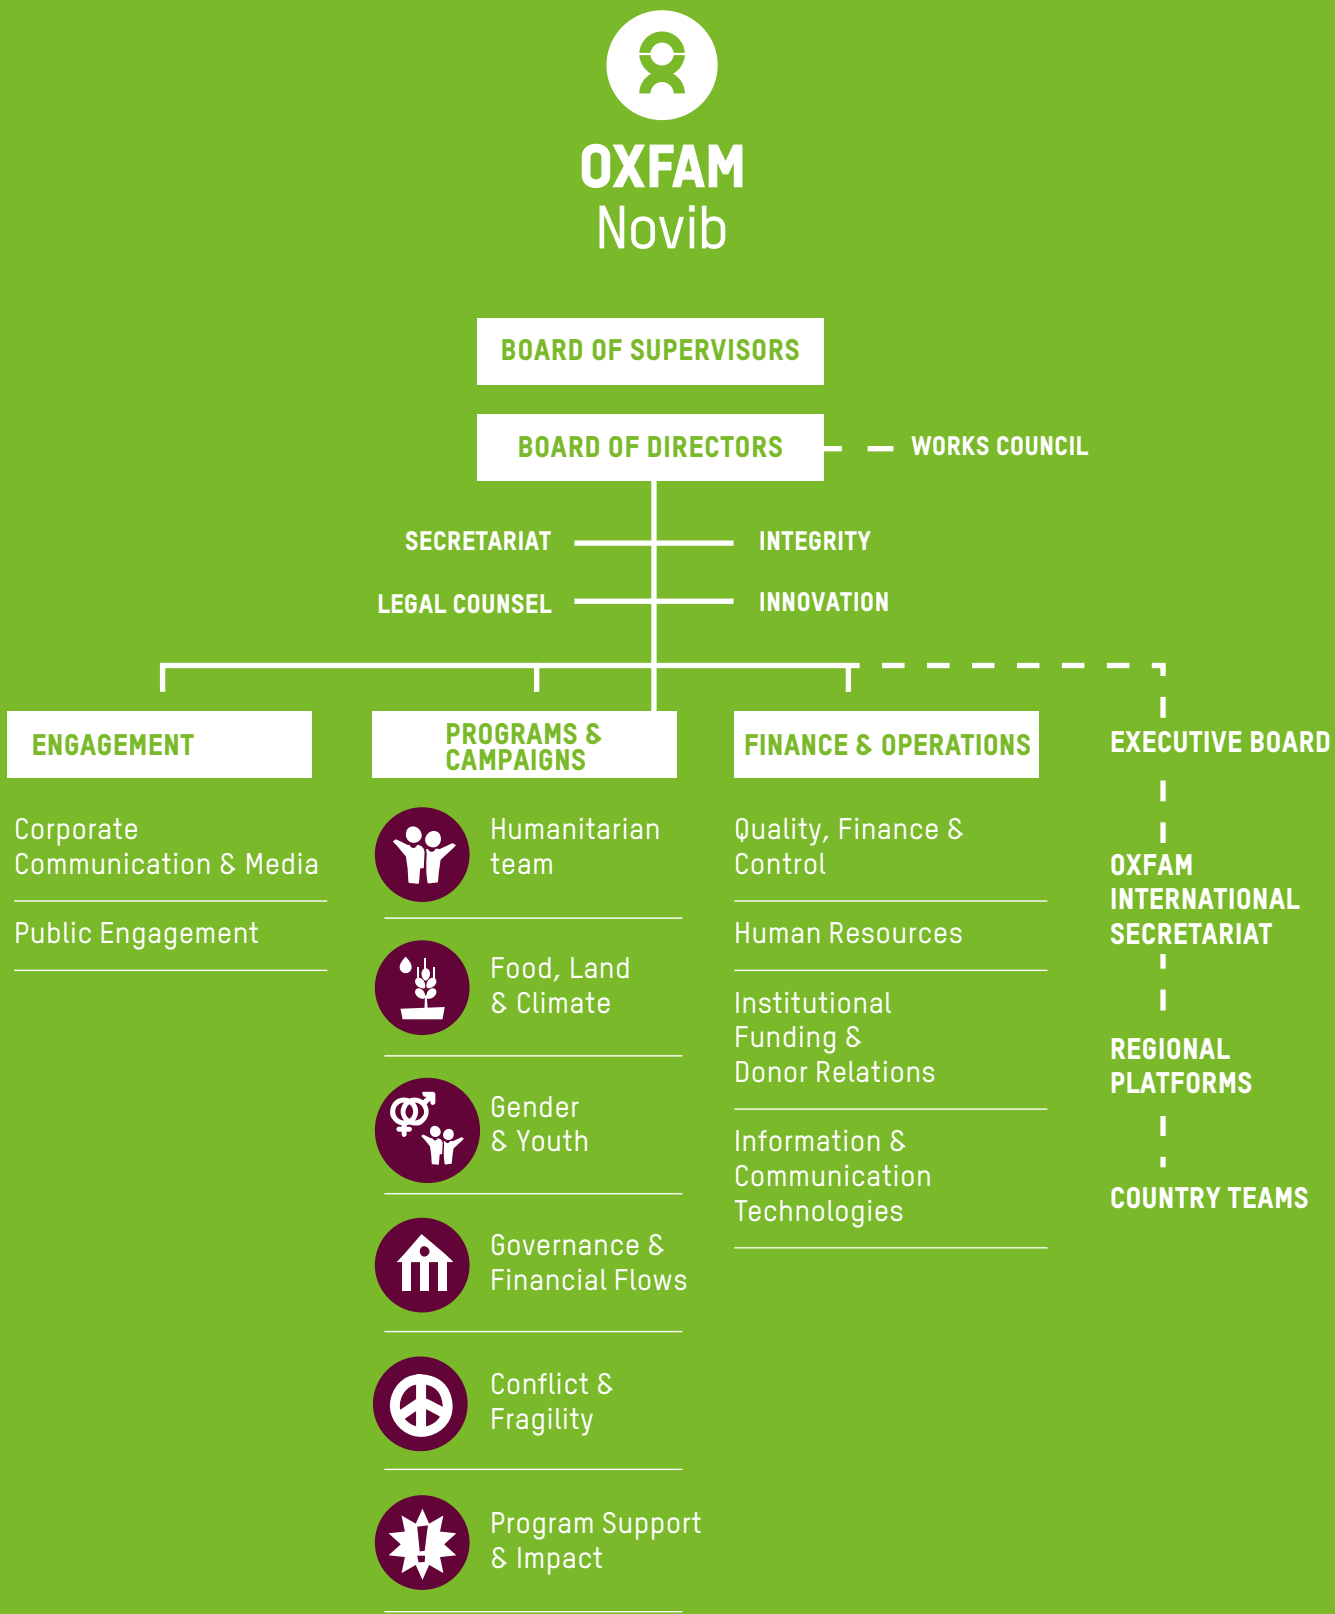 OXFAM
Novib
BOARD OF SUPERVISORS
BOARD OF DIRECTORS
WORKS COUNCIL
SECRETARIAT
INTEGRITY
LEGAL COUNSEL
INNOVATION
ENGAGEMENT
Corporate
Communication & Media
Public Engagement
PROGRAMS &
CAMPAIGNS
Humanitarian
team
Food, Land
& Climate
Gender
& Youth
Governance &
Financial Flows
Conflict &
Fragility
Program Support
& Impact
FINANCE & OPERATIONS
Quality, Finance &
Control
Human Resources
Institutional
Funding &
Donor Relations
Information &
Communication
Technologies
EXECUTIVE BOARD
OXFAM
INTERNATIONAL
SECRETARIAT
REGIONAL
PLATFORMS
COUNTRY TEAMS